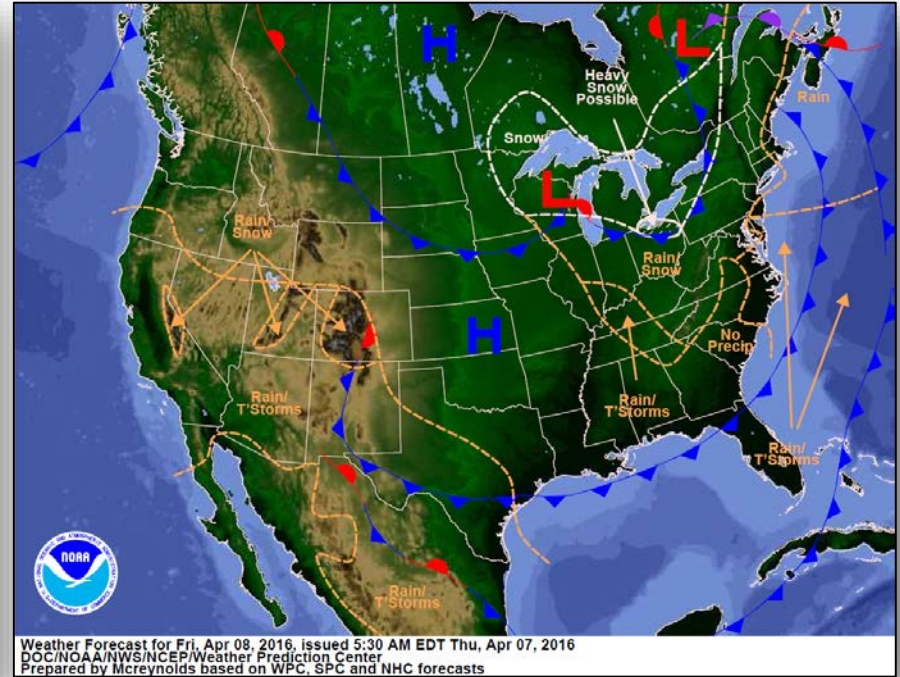 H
L
Heavy
Snow
Possible
Snow
Rain
L
Rain/
Snow
Rain/
Snow
H
No
Precip
Rain/
T'Storms
Rain/
T'Storms
Rain/
T'Storms
NOAA
Rain/
T'Storms
Weather Forecast for Fri, Apr 08, 2016, issued 5:30 AM EDT Thu, Apr 07, 2016
DOC/NOAA/NWS/NCEP/Weather Prediction Center
Prepared by Mcreynolds based on WPC, SPC and NHC forecasts